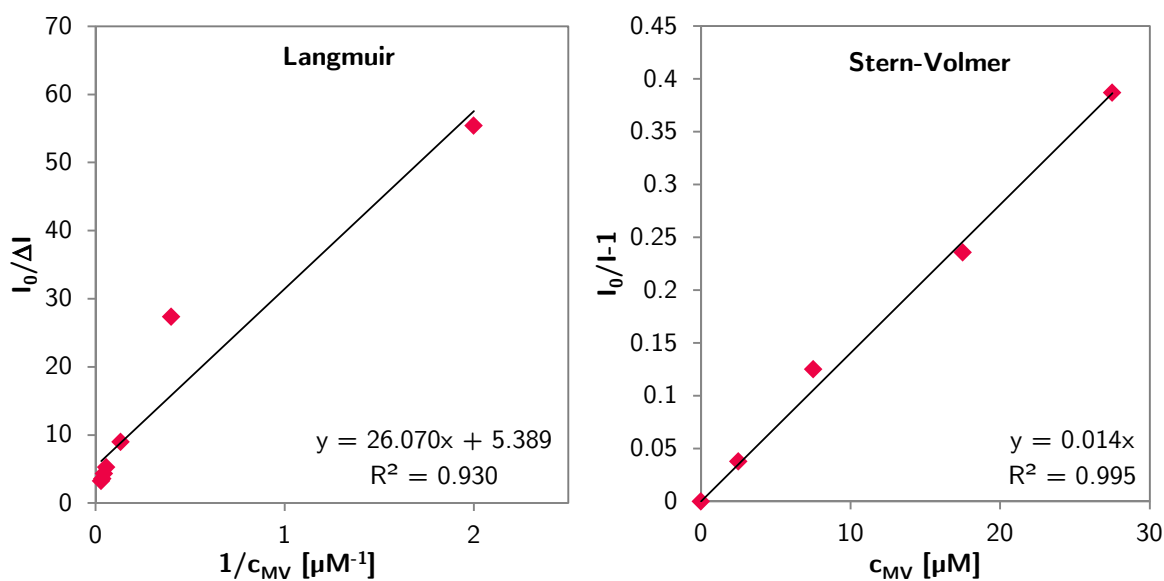 Langmuir
I₀/ΔI
70
60
50
40
30
20
10
0
y = 26.070x + 5.389
R² = 0.930
0
1
2
1/cMV [µM⁻¹]
Stern-Volmer
I₀/I-1
0.45
0.4
0.35
0.3
0.25
0.2
0.15
0.1
0.05
0
y = 0.014x
R² = 0.995
0
10
20
30
cMV [µM]